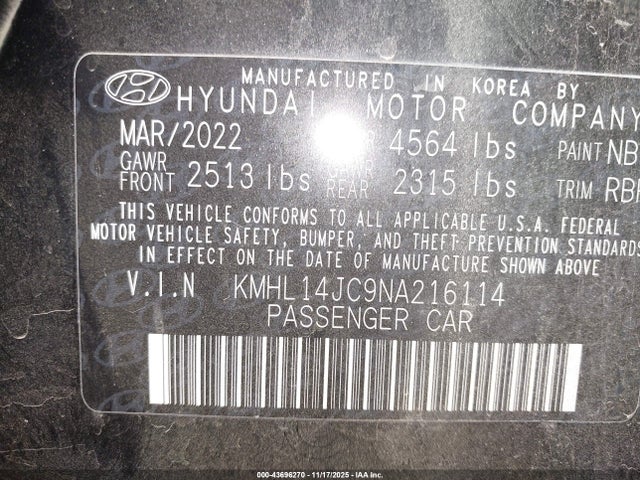 MANUFACTURED IN KOREA BY
HYUNDAI MOTOR COMPANY
MAR/2022 4564 lbs PAINT NB
GAWR FRONT 2513 lbs REAR 2315 lbs TRIM RB
THIS VEHICLE CONFORMS TO ALL APPLICABLE U.S.A. FEDERAL
MOTOR VEHICLE SAFETY, BUMPER, AND THEFT PREVENTION STANDARDS
IN EFFECT ON THE DATE OF MANUFACTURE SHOWN ABOVE
V.I.N KMHL14JC9NA216114
PASSENGER CAR
000-43696270 - 11/17/2025 - IAA Inc.